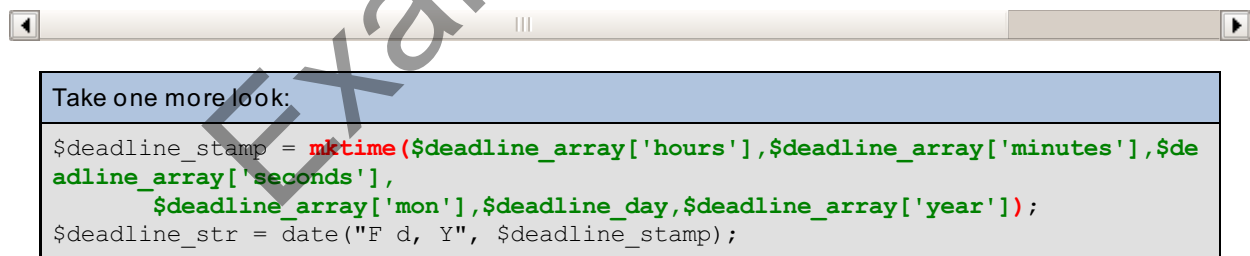 Take one more look:
$deadline_stamp = mktime($deadline_array['hours'],$deadline_array['minutes'],$de
adline_array['seconds'],
$deadline_array['mon'],$deadline_day,$deadline_array['year']);
$deadline_str = date("F d, Y", $deadline_stamp);